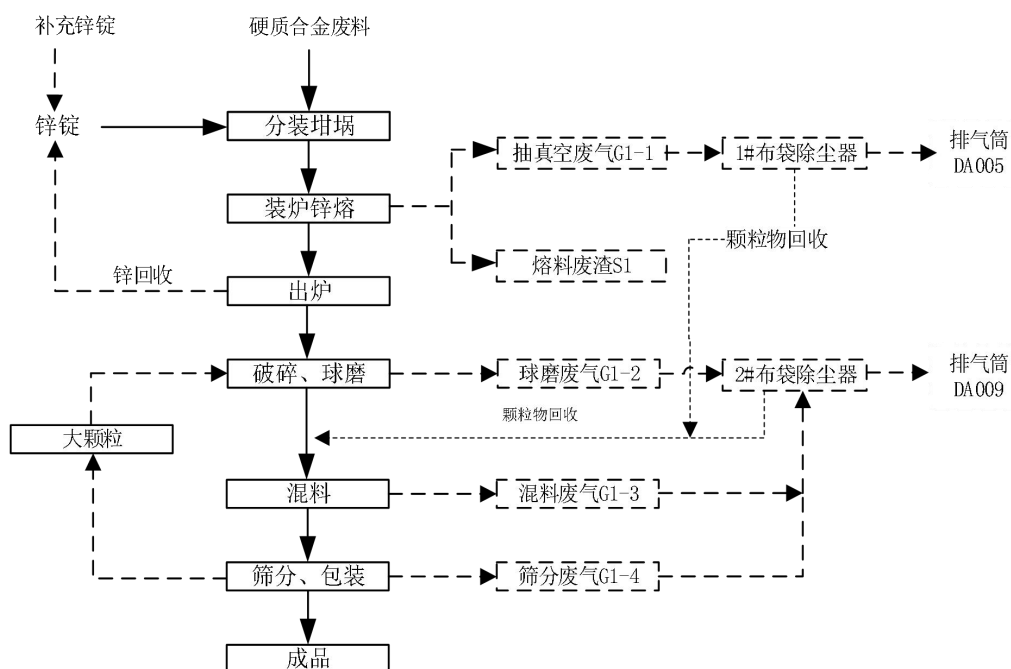 补充锌锭
硬质合金废料
锌锭
分装坩埚
抽真空废气G1-1
1#布袋除尘器
排气筒
DA005
装炉锌熔
颗粒物回收
熔料废渣S1
锌回收
出炉
破碎、球磨
球磨废气G1-2
2#布袋除尘器
排气筒
DA009
颗粒物回收
大颗粒
混料
混料废气G1-3
筛分、包装
筛分废气G1-4
成品